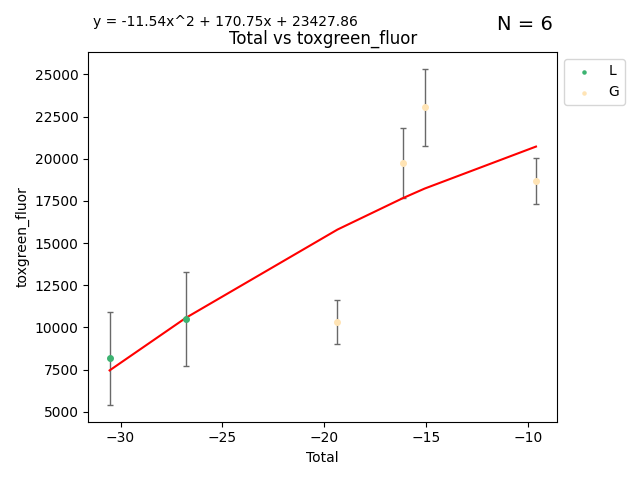 y = -11.54x^2 + 170.75x + 23427.86
N = 6
Total vs toxgreen_fluor
L
G
25000
22500
20000
17500
15000
12500
10000
7500
5000
toxgreen_fluor
−30
−25
−20
−15
−10
Total